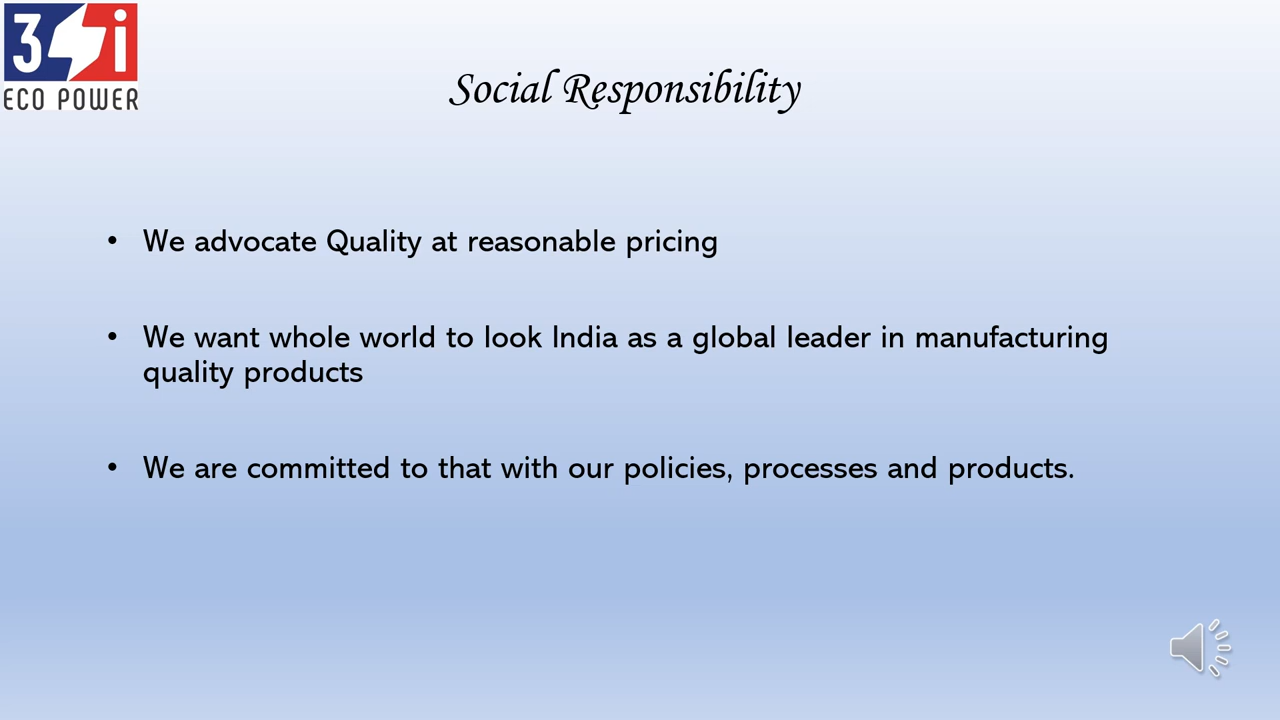 3 i
ECO POWER
Social Responsibility
• We advocate Quality at reasonable pricing
• We want whole world to look India as a global leader in manufacturing
quality products
• We are committed to that with our policies, processes and products.